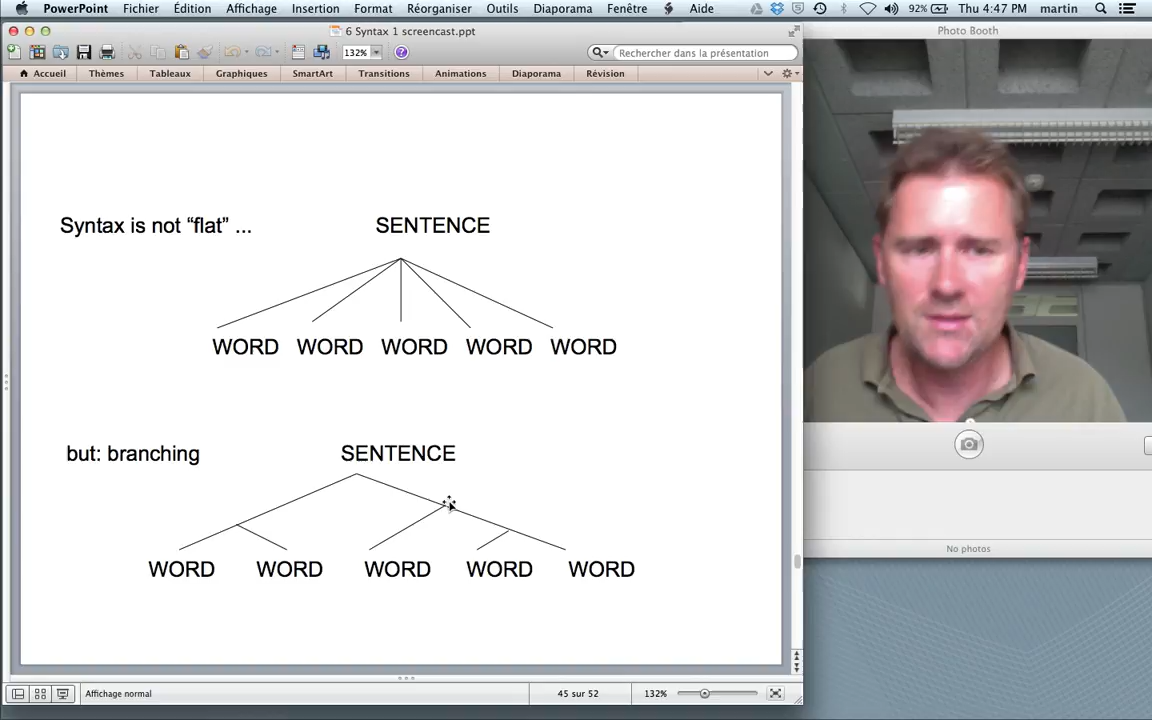 PowerPoint Fichier Édition Affichage Insertion Format Réorganiser Outils Diaporama Fenêtre Aide 92% Thu 4:47 PM martin
6 Syntax 1 screencast.ppt
Photo Booth
132% Rechercher dans la présentation
Accueil Thèmes Tableaux Graphiques SmartArt Transitions Animations Diaporama Révision
Syntax is not “flat” ... SENTENCE
WORD WORD WORD WORD WORD
but: branching SENTENCE
WORD WORD WORD WORD WORD
No photos
Affichage normal 45 sur 52 132%